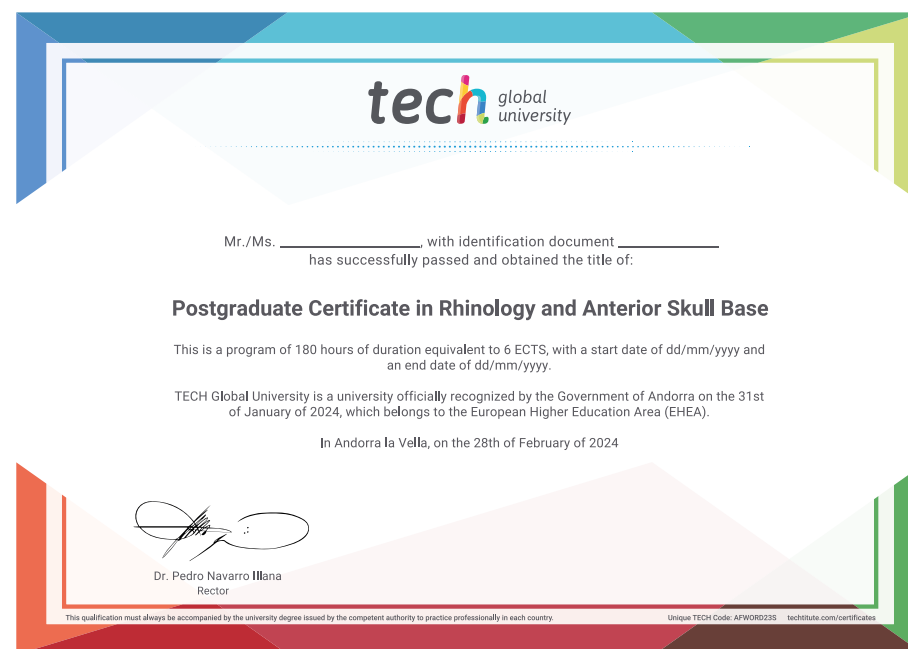 tech global university
Mr./Ms. ____________, with identification document ____________
has successfully passed and obtained the title of:
Postgraduate Certificate in Rhinology and Anterior Skull Base
This is a program of 180 hours of duration equivalent to 6 ECTS, with a start date of dd/mm/yyyy and
an end date of dd/mm/yyyy.
TECH Global University is a university officially recognized by the Government of Andorra on the 31st
of January of 2024, which belongs to the European Higher Education Area (EHEA).
In Andorra la Vella, on the 28th of February of 2024
Dr. Pedro Navarro Illana
Rector
This qualification must always be accompanied by the university degree issued by the competent authority to practice professionally in each country. Unique TECH Code: AFWORD23S techtitute.com/certificates